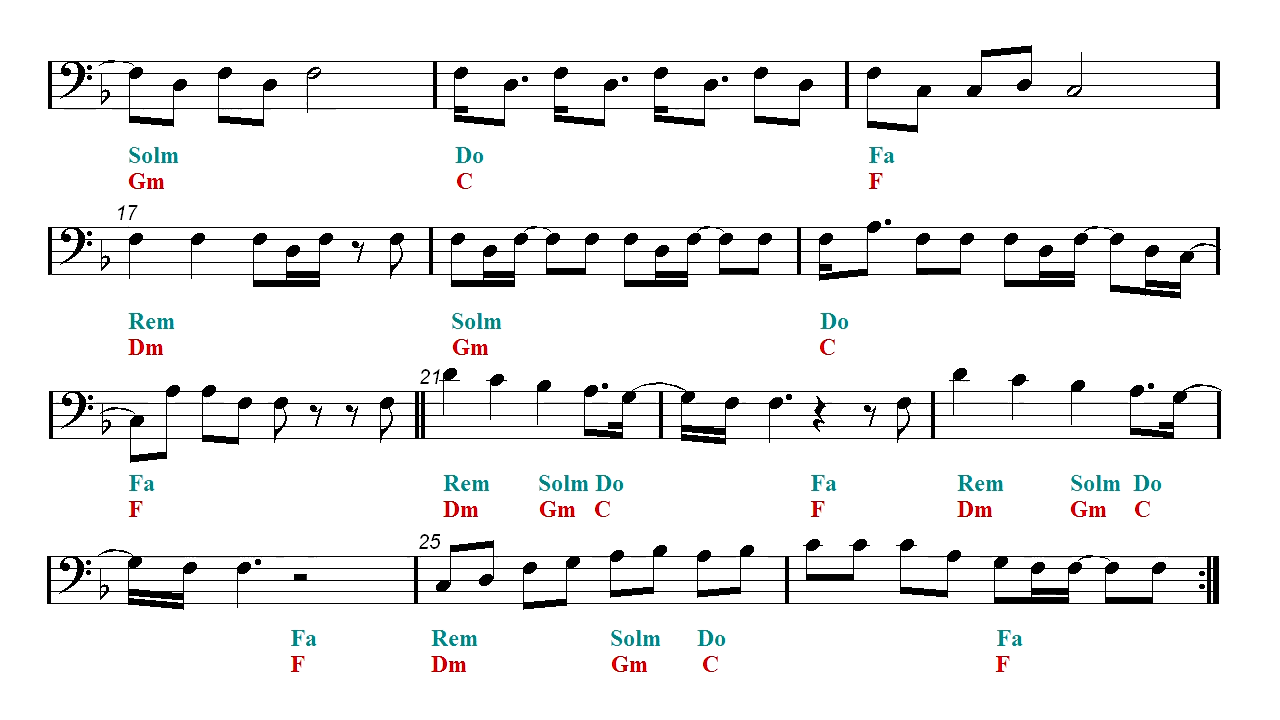 Solm Do Fa
Gm C F
17
Rem Solm Do
Dm Gm C
21
Fa Rem Solm Do Fa Rem Solm Do
F Dm Gm C F Dm Gm C
25
Fa Rem Solm Do Fa
F Dm Gm C F